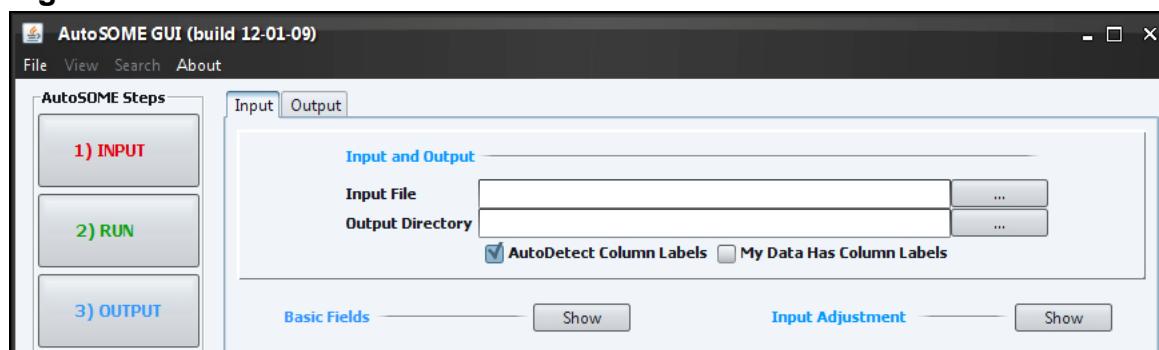 AutoSOME GUI (build 12-01-09)
File View Search About
AutoSOME Steps
Input Output
1) INPUT
Input and Output
Input File ...
Output Directory ...
2) RUN
AutoDetect Column Labels My Data Has Column Labels
3) OUTPUT
Basic Fields Show Input Adjustment Show